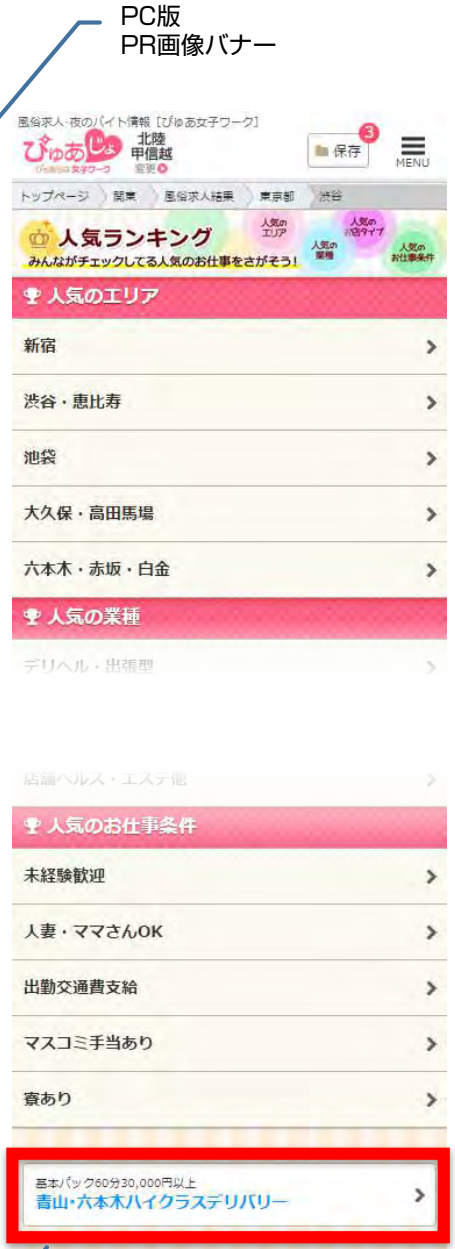 PC版
PR画像バナー
風俗求人·夜のバイト情報［ぴゅあ女子ワーク］
ぴゅあじょ
ぴゅあらば女子ワーク
北陸
甲信越
変更
保存
3
MENU
トップページ
関東
風俗求人結果
東京都
渋谷
人気ランキング
みんながチェックしてる人気のお仕事をさがそう!
人気の
エリア
人気の
業種
人気の
お店タイプ
人気の
お仕事条件
人気のエリア
新宿
渋谷・恵比寿
池袋
大久保・高田馬場
六本木・赤坂・白金
人気の業種
デリヘル・出張型
店舗ヘルス・エステ他
人気のお仕事条件
未経験歓迎
人妻・ママさんOK
出勤交通費支給
マスコミ手当あり
寮あり
基本パック60分30,000円以上
青山・六本木ハイクラスデリバリー